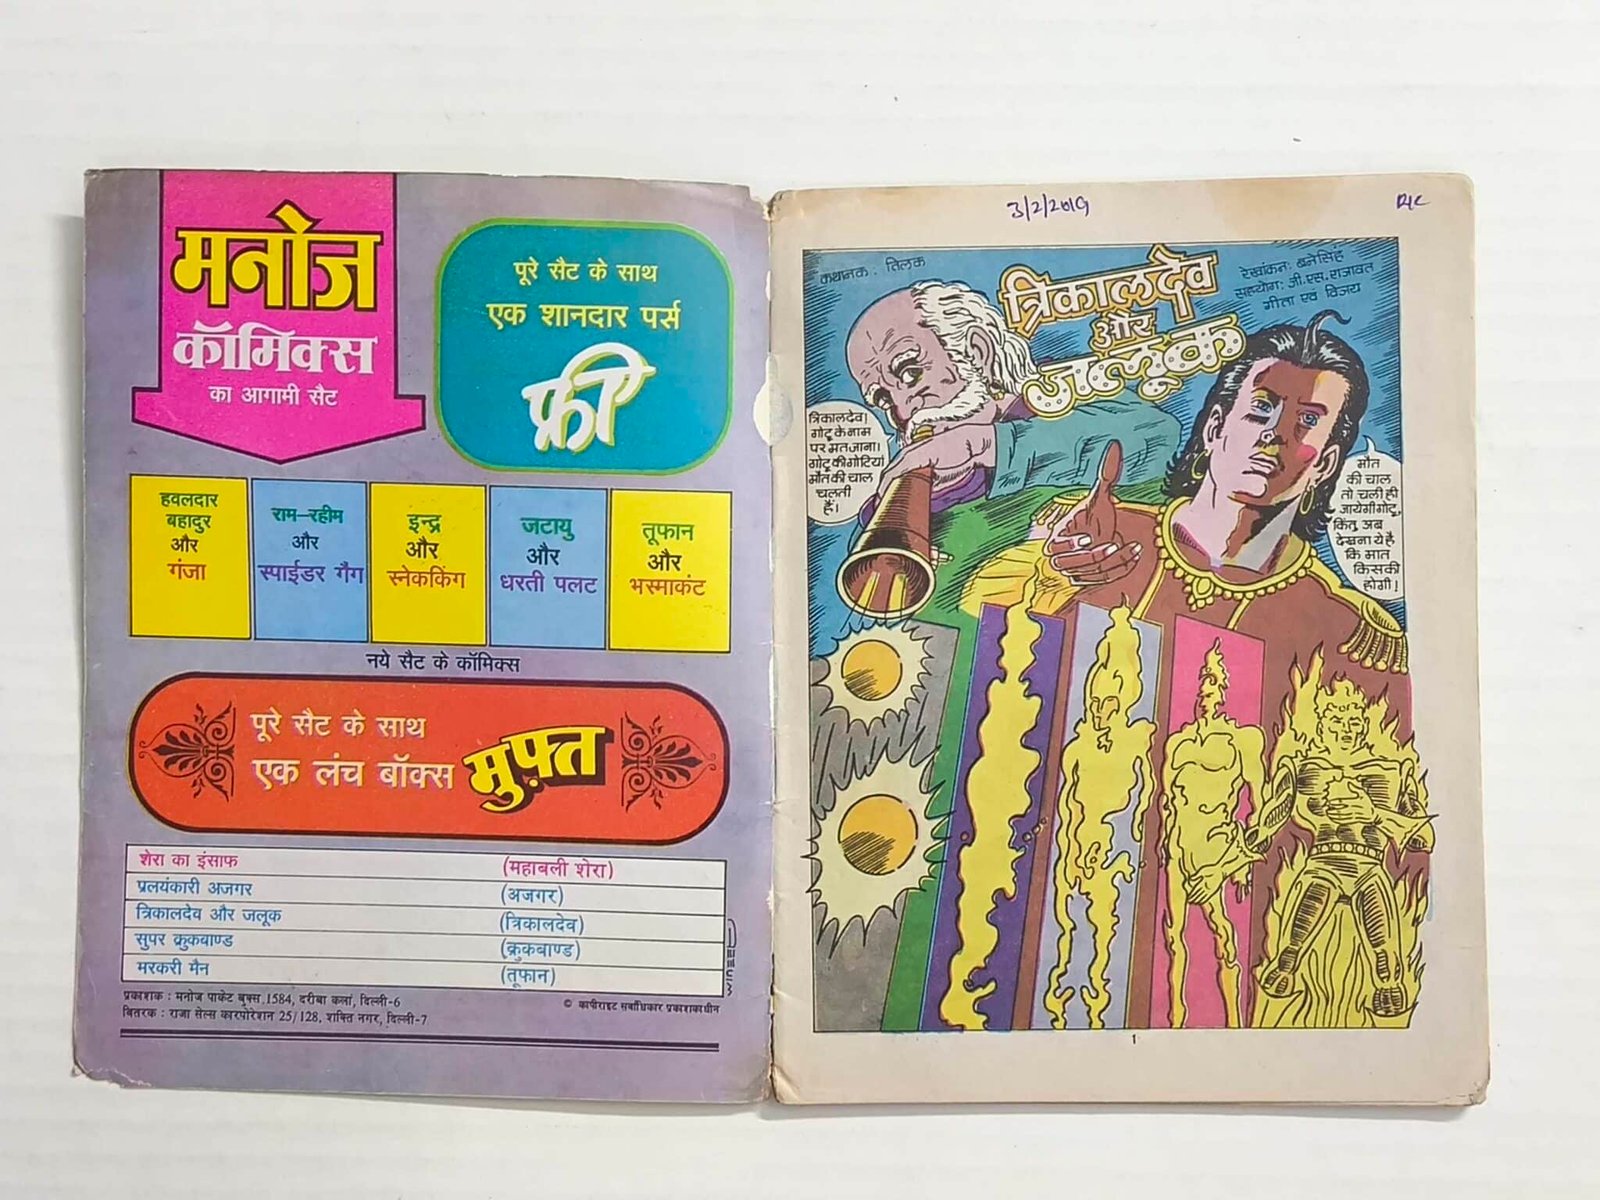 मनोज
कॉमिक्स
का आगामी सैट
पूरे सैट के साथ
एक शानदार पर्स
फ्री
हवलदार
बहादुर
और
गंजा
राम-रहीम
और
स्पाईडर गैंग
इन्द्र
और
स्नेककिंग
जटायु
और
धरती पलट
तूफान
और
भस्माकंट
नये सैट के कॉमिक्स
पूरे सैट के साथ
एक लंच बॉक्स
मुफ़्त
शेरा का इंसाफ (महाबली शेरा)
प्रलयंकारी अजगर (अजगर)
त्रिकालदेव और जलूक (त्रिकालदेव)
सुपर क्रुकबाण्ड (क्रुकबाण्ड)
मरकरी मैन (तूफान)
प्रकाशक : मनोज पाकेट बुक्स, 1584, दरीबा कलां, दिल्ली-6
वितरक : राजा सेल्स कारपोरेशन 25/128, शक्ति नगर, दिल्ली-7
© कापीराइट सर्वाधिकार प्रकाशकाधीन
3/2/2019
कथानक : तिलक
त्रिकालदेव
और
जलूक
रेखांकन: बनेसिंह
सहयोग: जी.एस.राजावत
गीता एवं विजय
त्रिकालदेव!
गोटू के नाम
पर मत जाना।
गोटू की गोटियां
मौत की चाल
चलती
हैं।
मौत
की चाल
तो चली ही
जायेगी गोटू,
किंतु अब
देखना ये है
कि मात
किसकी
होगी!
1